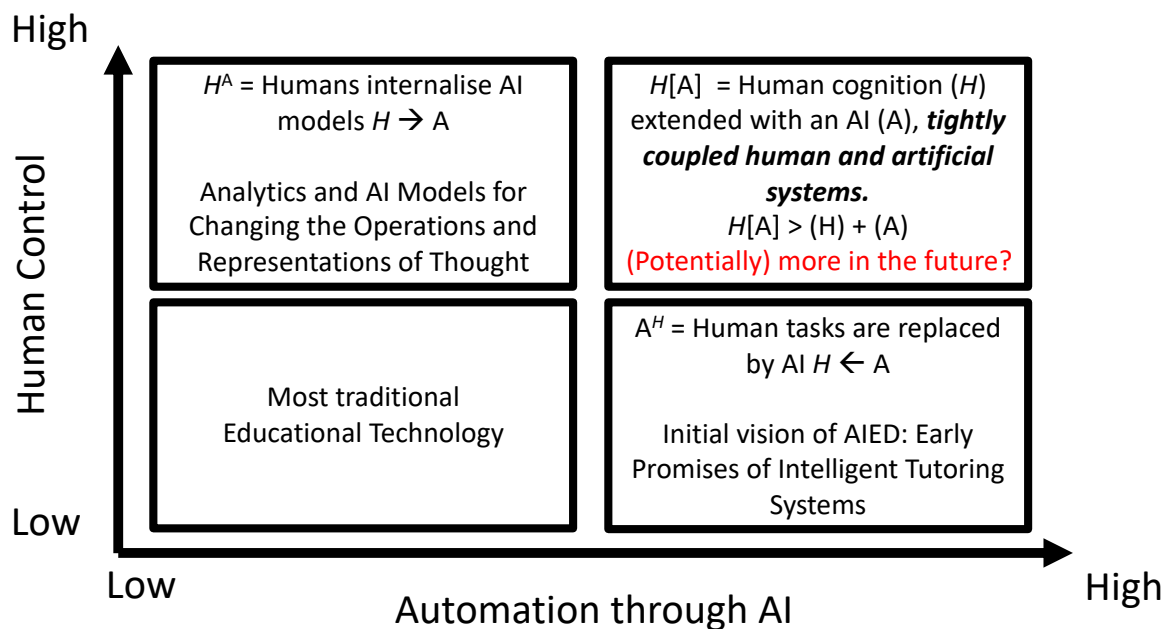 High
Human Control
Low
H^A = Humans internalise AI
models H → A
Analytics and AI Models for
Changing the Operations and
Representations of Thought
H[A] = Human cognition (H)
extended with an AI (A), tightly
coupled human and artificial
systems.
H[A] > (H) + (A)
(Potentially) more in the future?
Most traditional
Educational Technology
A^H = Human tasks are replaced
by AI H ← A
Initial vision of AIED: Early
Promises of Intelligent Tutoring
Systems
Low
Automation through AI
High